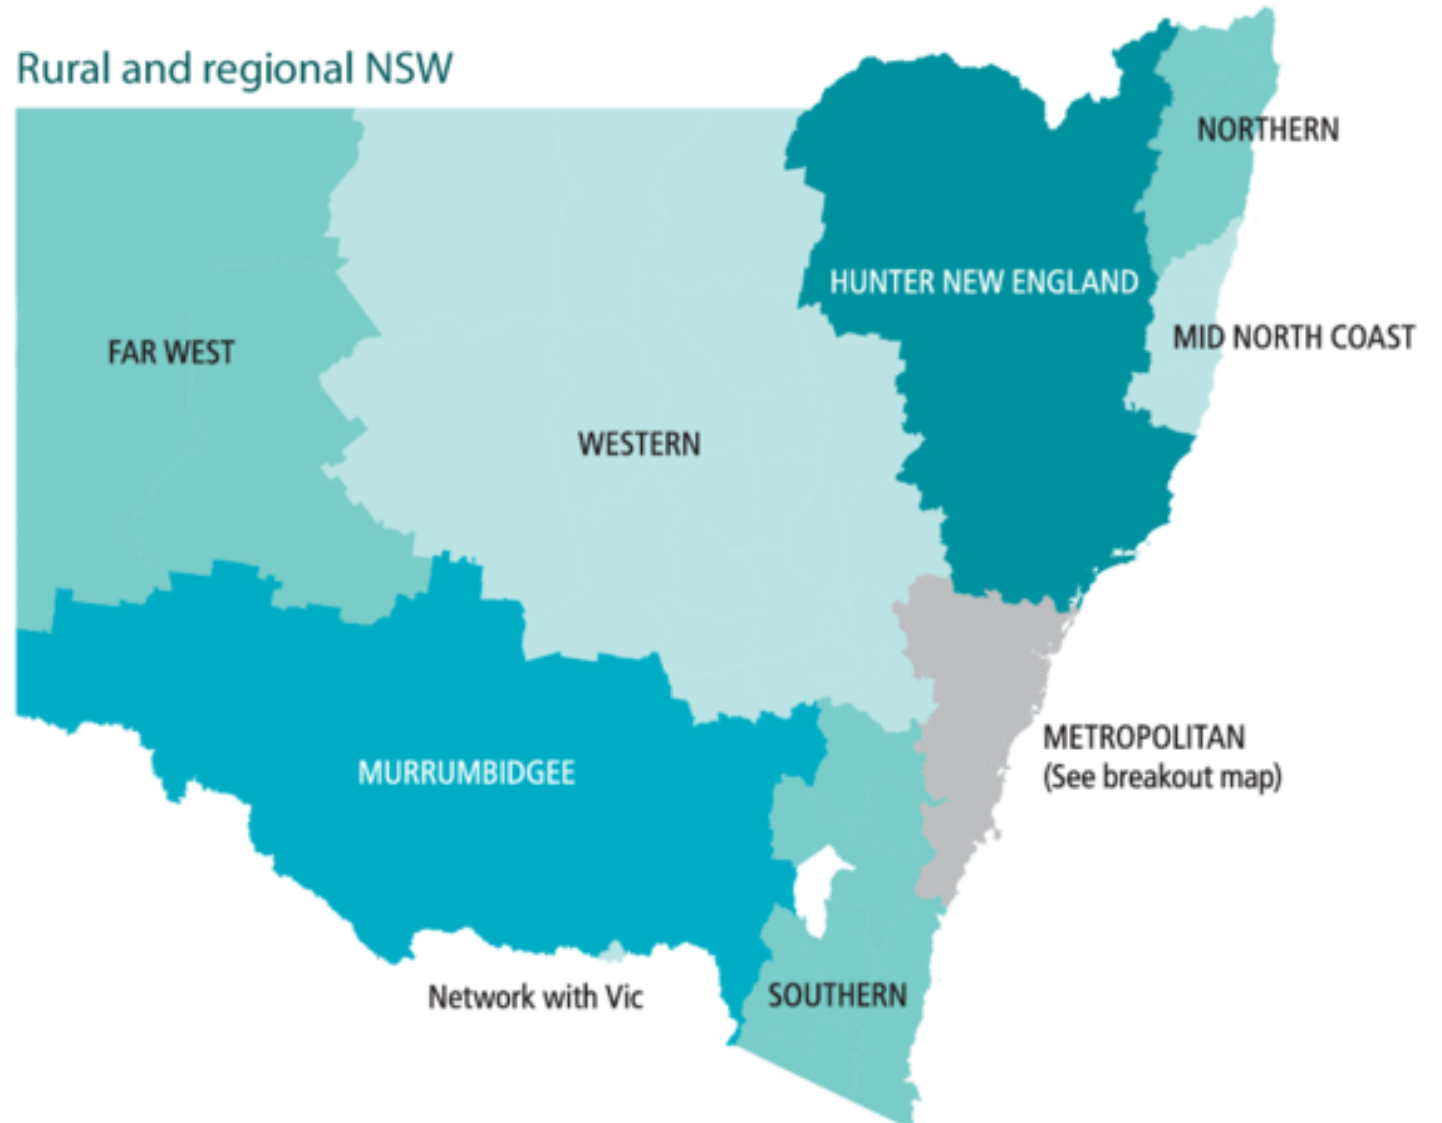 Rural and regional NSW
NORTHERN
HUNTER NEW ENGLAND
MID NORTH COAST
FAR WEST
WESTERN
METROPOLITAN
(See breakout map)
MURRUMBIDGEE
Network with Vic
SOUTHERN